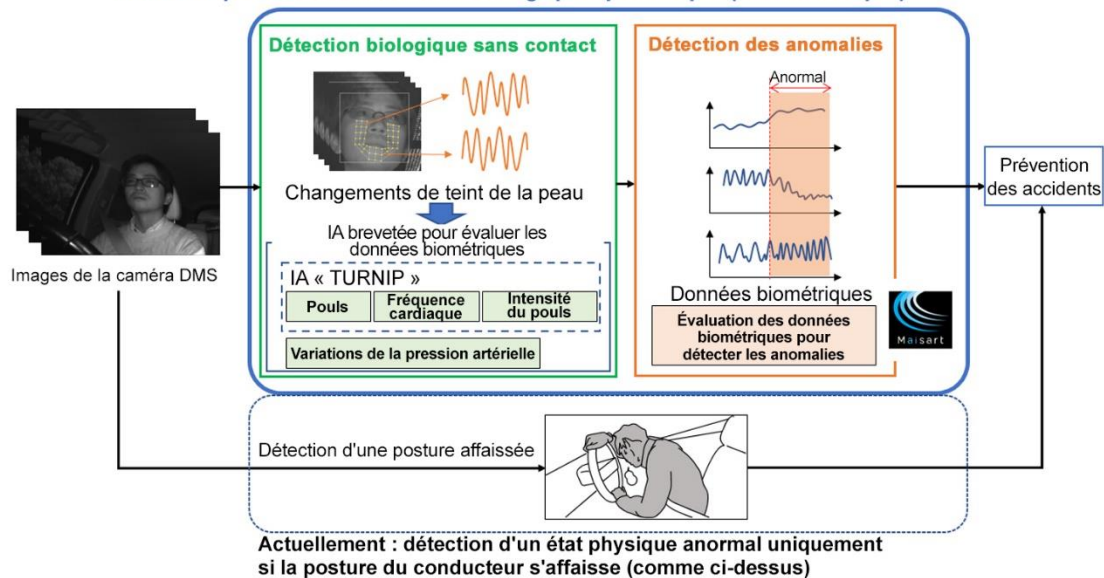 Détection biologique sans contact
Détection des anomalies
Anormal
Changements de teint de la peau
IA brevetée pour évaluer les
données biométriques
IA « TURNIP »
Pouls
Fréquence
cardiaque
Intensité
du pouls
Variations de la pression artérielle
Données biométriques
Évaluation des données
biométriques pour
détecter les anomalies
Maisart
Images de la caméra DMS
Prévention
des accidents
Détection d'une posture affaissée
Actuellement : détection d'un état physique anormal uniquement
si la posture du conducteur s'affaisse (comme ci-dessus)